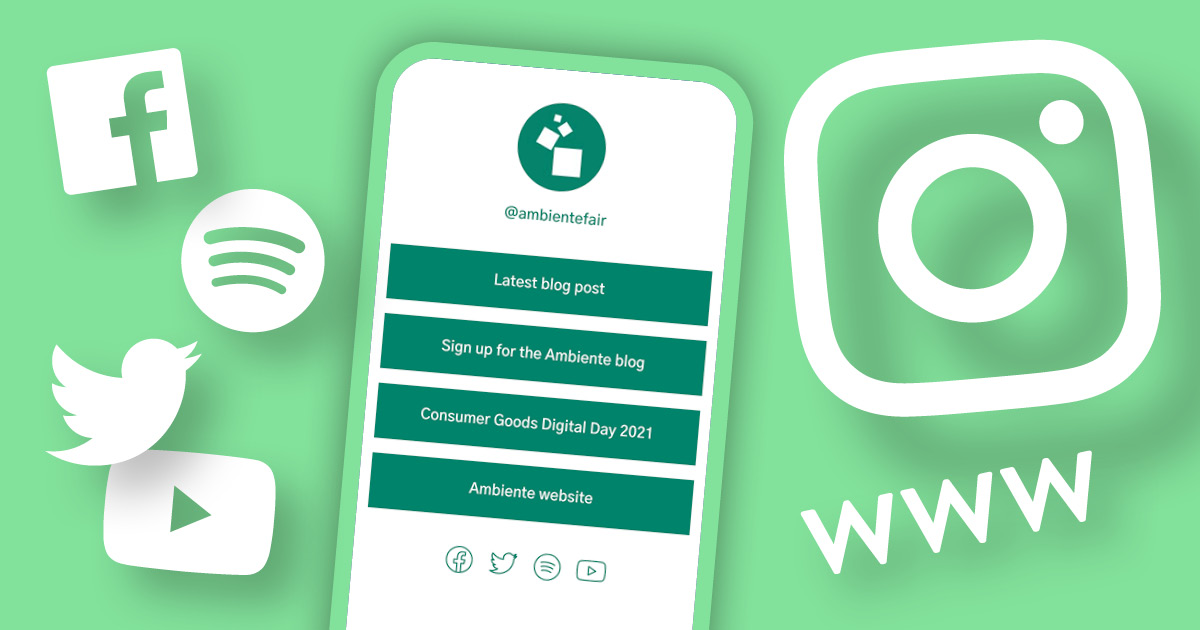 @ambientefair
Latest blog post
Sign up for the Ambiente blog
Consumer Goods Digital Day 2021
Ambiente website
www